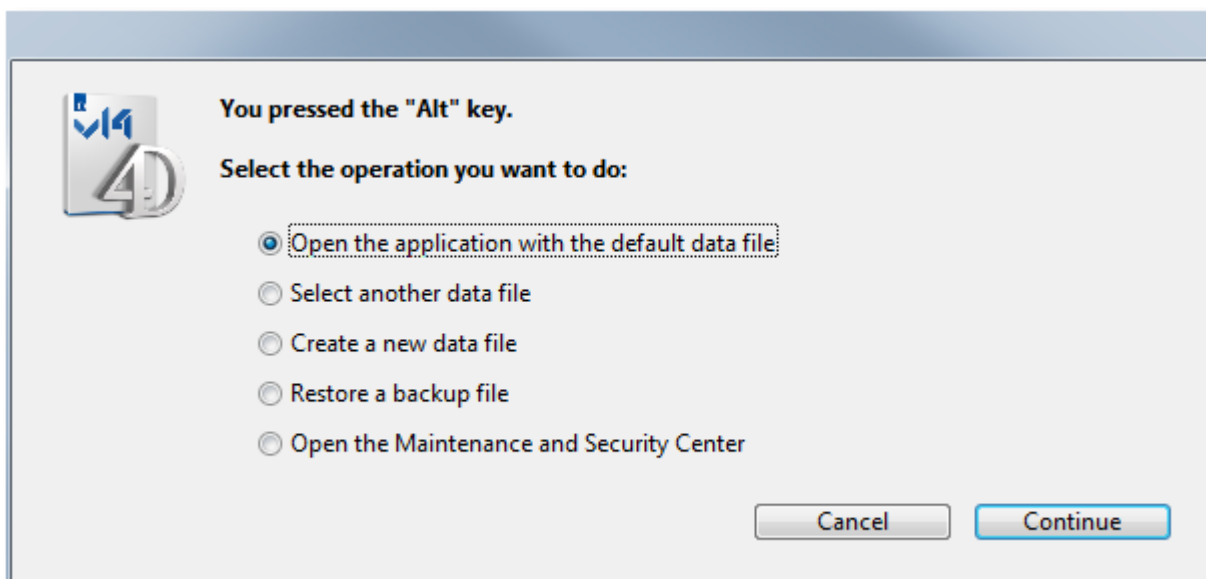 v14
4D
You pressed the "Alt" key.
Select the operation you want to do:
Open the application with the default data file
Select another data file
Create a new data file
Restore a backup file
Open the Maintenance and Security Center
Cancel
Continue